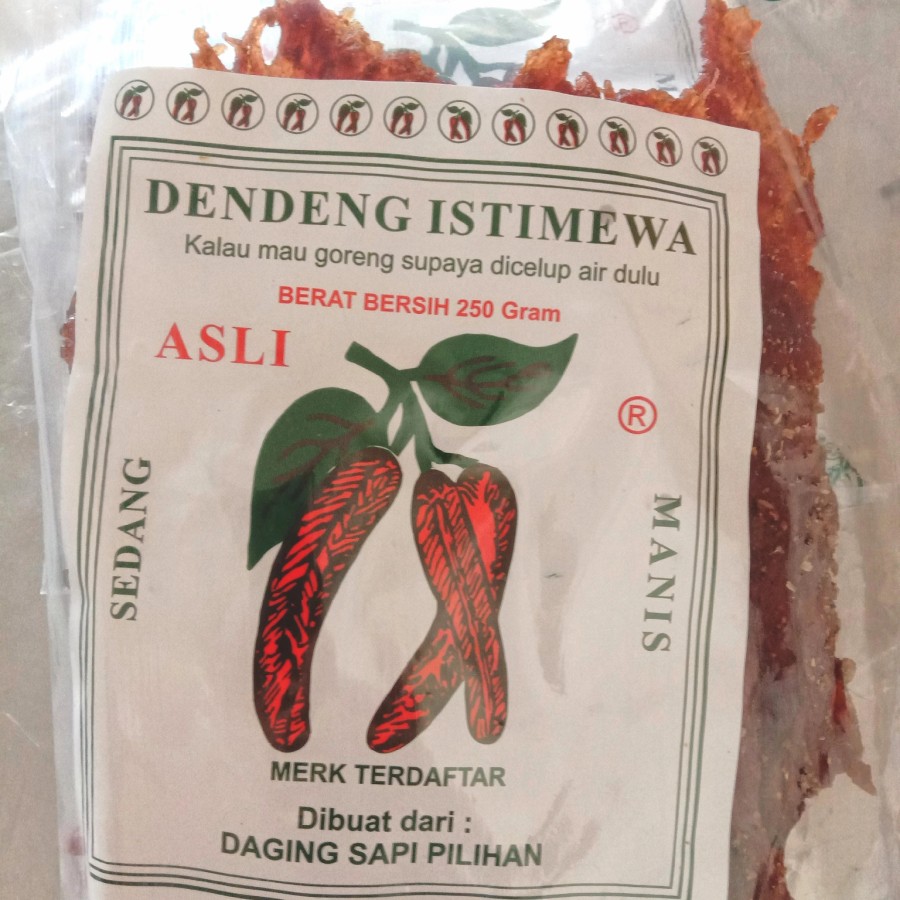 DENDENG ISTIMEWA
Kalau mau goreng supaya dicelup air dulu
BERAT BERSIH 250 Gram
ASLI
®
SEDANG
MANIS
MERK TERDAFTAR
Dibuat dari :
DAGING SAPI PILIHAN